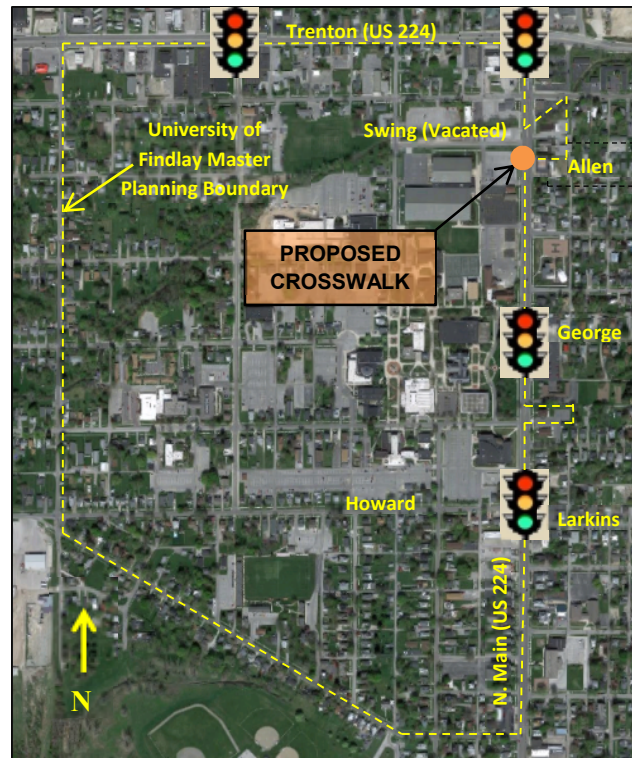 Trenton (US 224)
University of
Findlay Master
Planning Boundary
Swing (Vacated)
Allen
PROPOSED
CROSSWALK
George
Howard
Larkins
N. Main (US 224)
N